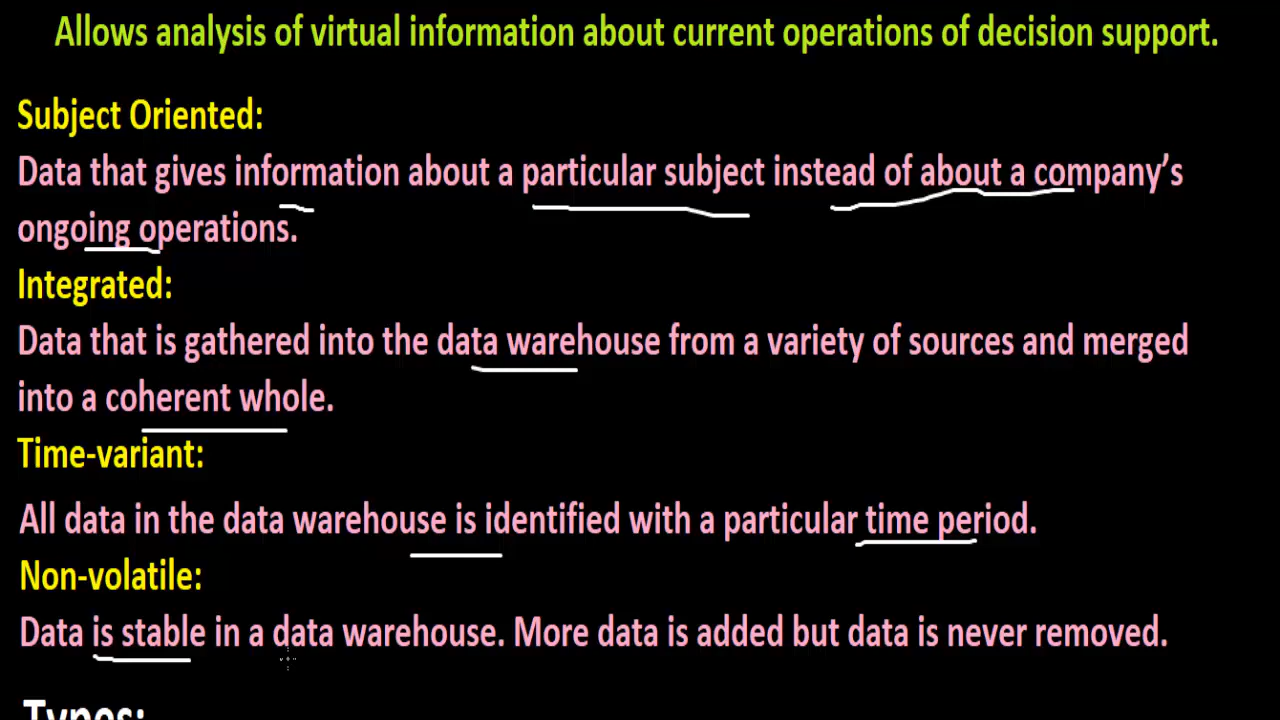 Allows analysis of virtual information about current operations of decision support.
Subject Oriented:
Data that gives information about a particular subject instead of about a company's
ongoing operations.
Integrated:
Data that is gathered into the data warehouse from a variety of sources and merged
into a coherent whole.
Time-variant:
All data in the data warehouse is identified with a particular time period.
Non-volatile:
Data is stable in a data warehouse. More data is added but data is never removed.
Types: